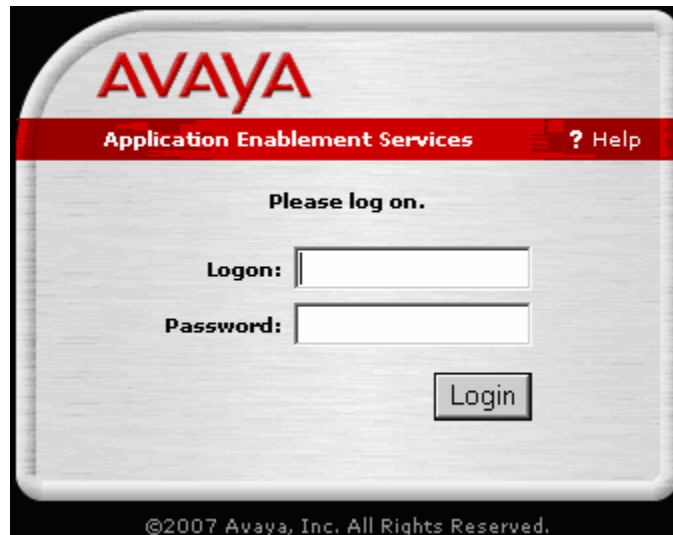 AVAYA
Application Enablement Services ? Help
Please log on.
Logon:
Password:
Login
©2007 Avaya, Inc. All Rights Reserved.